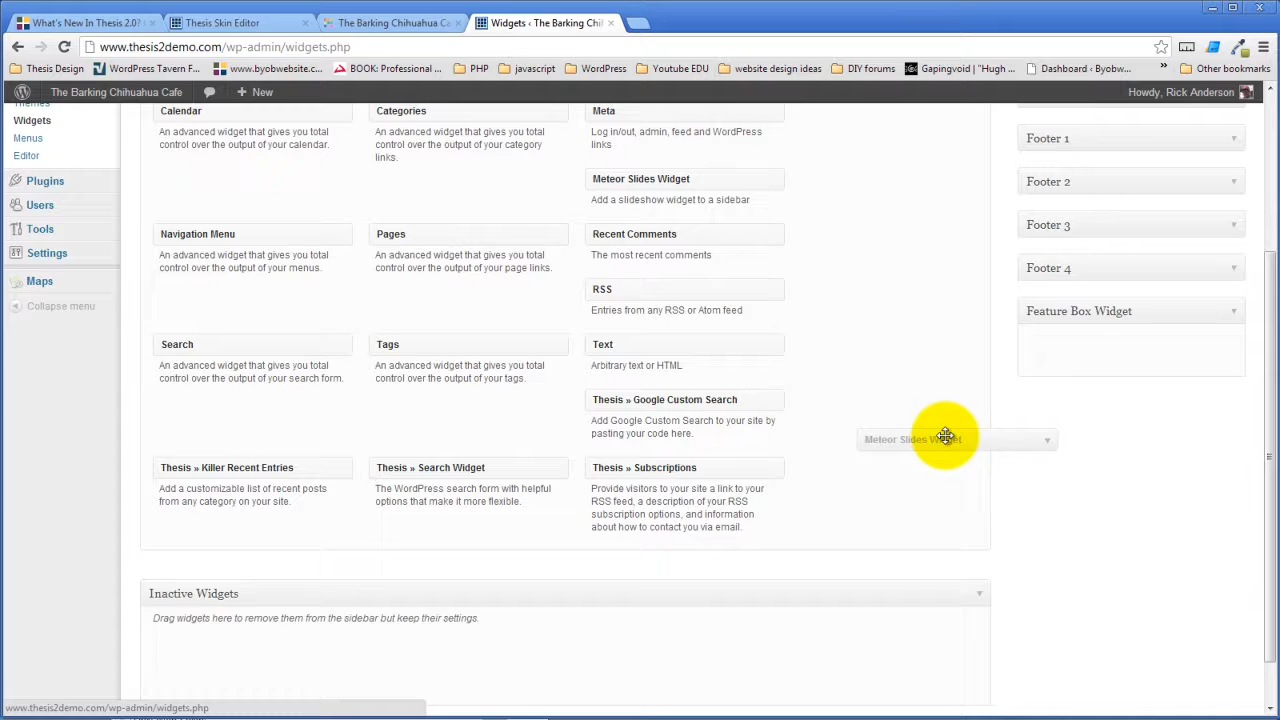 What's New In Thesis 2.0?
Thesis Skin Editor
The Barking Chihuahua Ca
Widgets ‹ The Barking Chi
www.thesis2demo.com/wp-admin/widgets.php
Thesis Design
WordPress Tavern F...
www.byobwebsite.c...
BOOK: Professional ...
PHP
javascript
WordPress
Youtube EDU
website design ideas
DIY forums
Gapingvoid | "Hugh ...
Dashboard ‹ Byobw...
»
Other bookmarks
The Barking Chihuahua Cafe
+ New
Howdy, Rick Anderson
Themes
Widgets
Menus
Editor
Plugins
Users
Tools
Settings
Maps
Collapse menu
Calendar
An advanced widget that gives you total
control over the output of your calendar.
Categories
An advanced widget that gives you total
control over the output of your category
links.
Meta
Log in/out, admin, feed and WordPress
links
Meteor Slides Widget
Add a slideshow widget to a sidebar
Navigation Menu
An advanced widget that gives you total
control over the output of your menus.
Pages
An advanced widget that gives you total
control over the output of your page links.
Recent Comments
The most recent comments
RSS
Entries from any RSS or Atom feed
Search
An advanced widget that gives you total
control over the output of your search form.
Tags
An advanced widget that gives you total
control over the output of your tags.
Text
Arbitrary text or HTML
Thesis » Google Custom Search
Add Google Custom Search to your site by
pasting your code here.
Thesis » Killer Recent Entries
Add a customizable list of recent posts
from any category on your site.
Thesis » Search Widget
The WordPress search form with helpful
options that make it more flexible.
Thesis » Subscriptions
Provide visitors to your site a link to your
RSS feed, a description of your RSS
subscription options, and information
about how to contact you via email.
Meteor Slides Widget
Footer 1
Footer 2
Footer 3
Footer 4
Feature Box Widget
Inactive Widgets
Drag widgets here to remove them from the sidebar but keep their settings.
www.thesis2demo.com/wp-admin/widgets.php